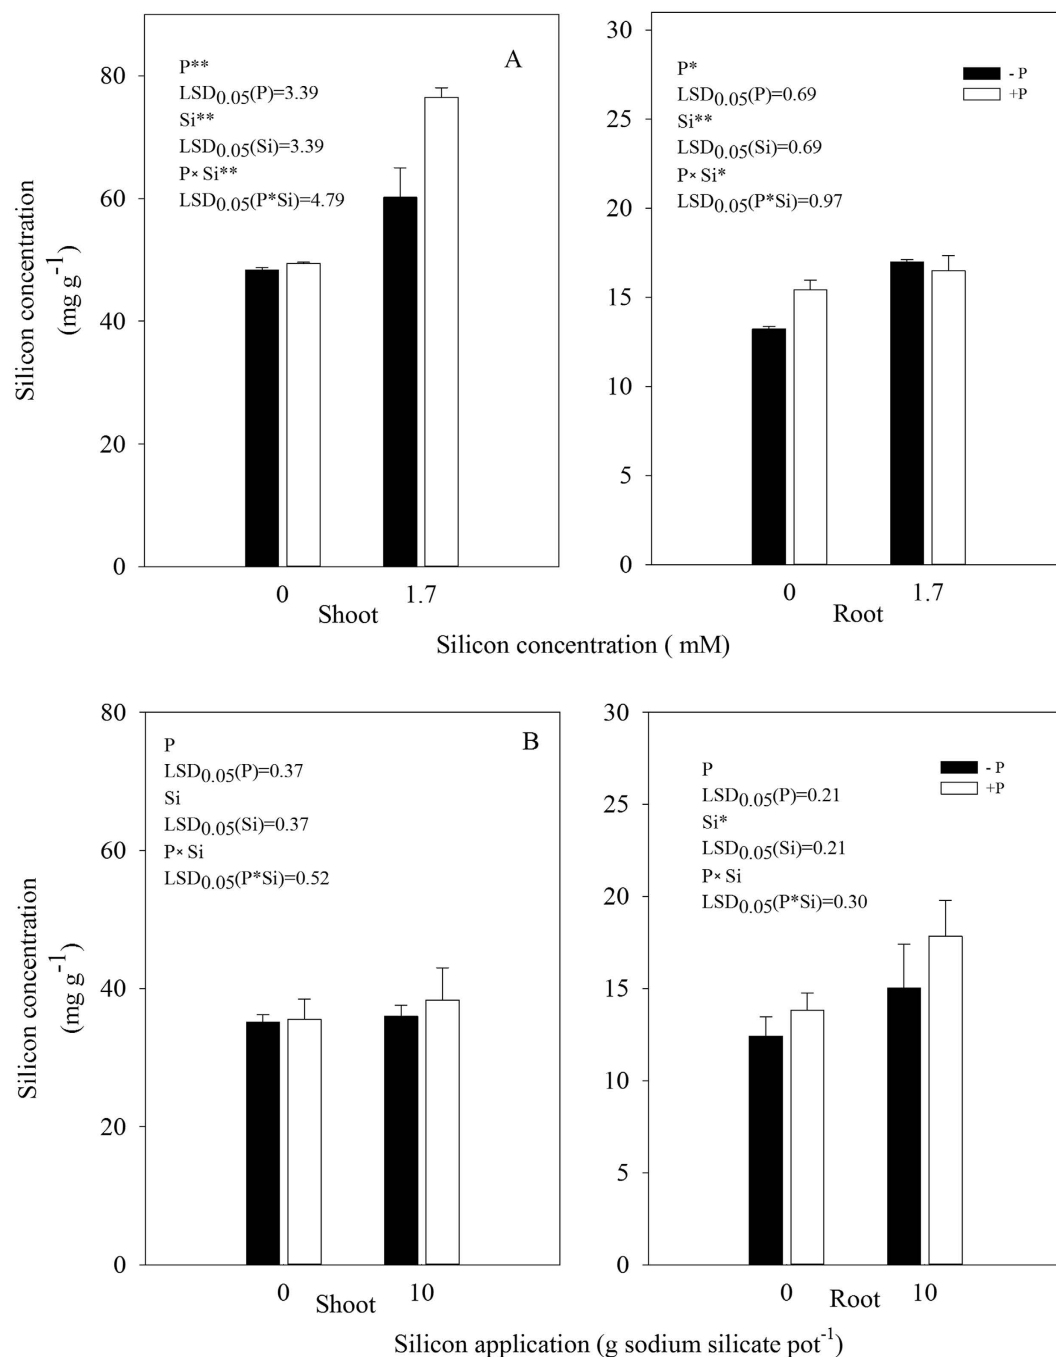 A
P**
LSD0.05(P)=3.39
Si**
LSD0.05(Si)=3.39
P× Si**
LSD0.05(P*Si)=4.79
80
60
40
20
0
Silicon concentration
(mg g-1)
0
1.7
Shoot
P*
LSD0.05(P)=0.69
Si**
LSD0.05(Si)=0.69
P× Si*
LSD0.05(P*Si)=0.97
- P
+P
30
25
20
15
10
5
0
0
1.7
Root
Silicon concentration ( mM)
B
P
LSD0.05(P)=0.37
Si
LSD0.05(Si)=0.37
P× Si
LSD0.05(P*Si)=0.52
80
60
40
20
0
Silicon concentration
(mg g-1)
0
10
Shoot
P
LSD0.05(P)=0.21
Si*
LSD0.05(Si)=0.21
P× Si
LSD0.05(P*Si)=0.30
- P
+P
30
25
20
15
10
5
0
0
10
Root
Silicon application (g sodium silicate pot-1)